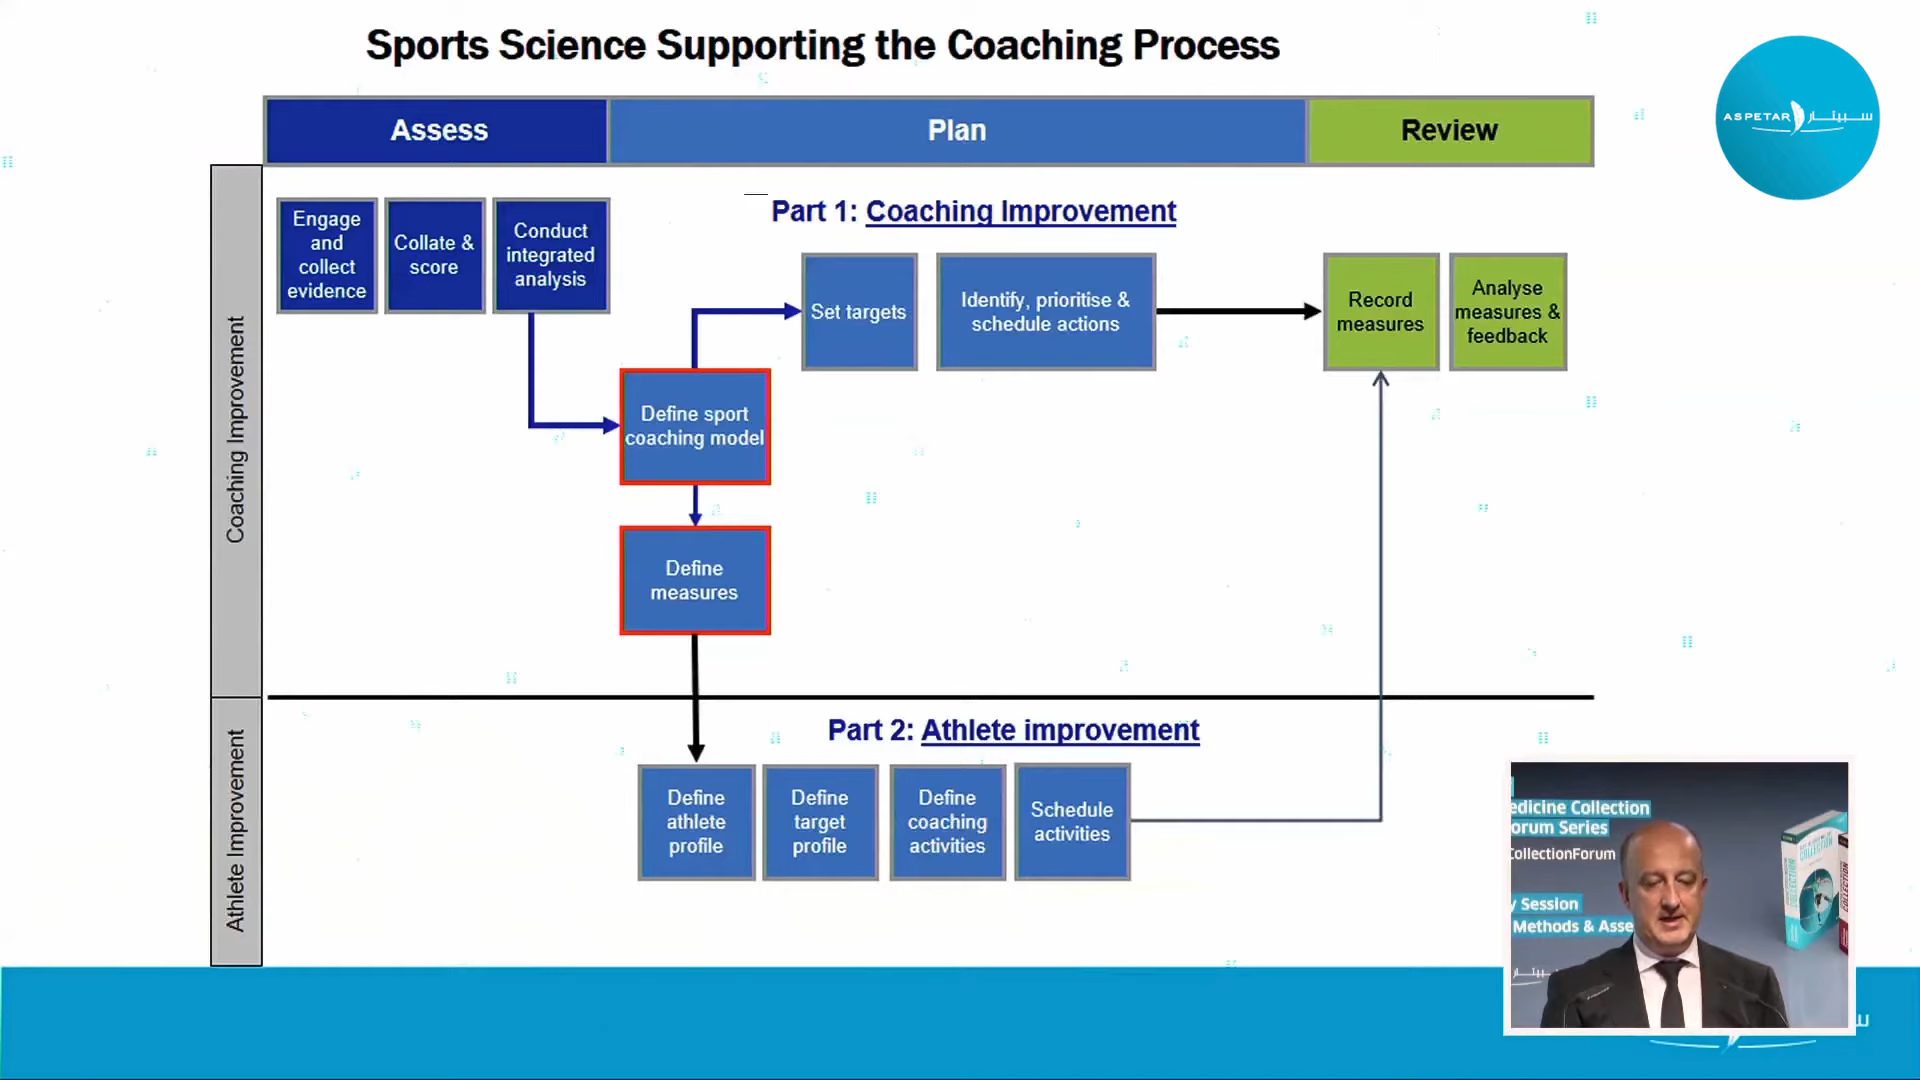 Sports Science Supporting the Coaching Process
ASPETAR سبيتار
Assess
Plan
Review
Coaching Improvement
Engage
and
collect
evidence
Collate &
score
Conduct
integrated
analysis
Part 1: Coaching Improvement
Set targets
Identify, prioritise &
schedule actions
Record
measures
Analyse
measures &
feedback
Define sport
coaching model
Define
measures
Athlete Improvement
Part 2: Athlete improvement
Define
athlete
profile
Define
target
profile
Define
coaching
activities
Schedule
activities
edicine Collection
orum Series
CollectionForum
y Session
Methods & Asse
COLLECTION
COLLECTION